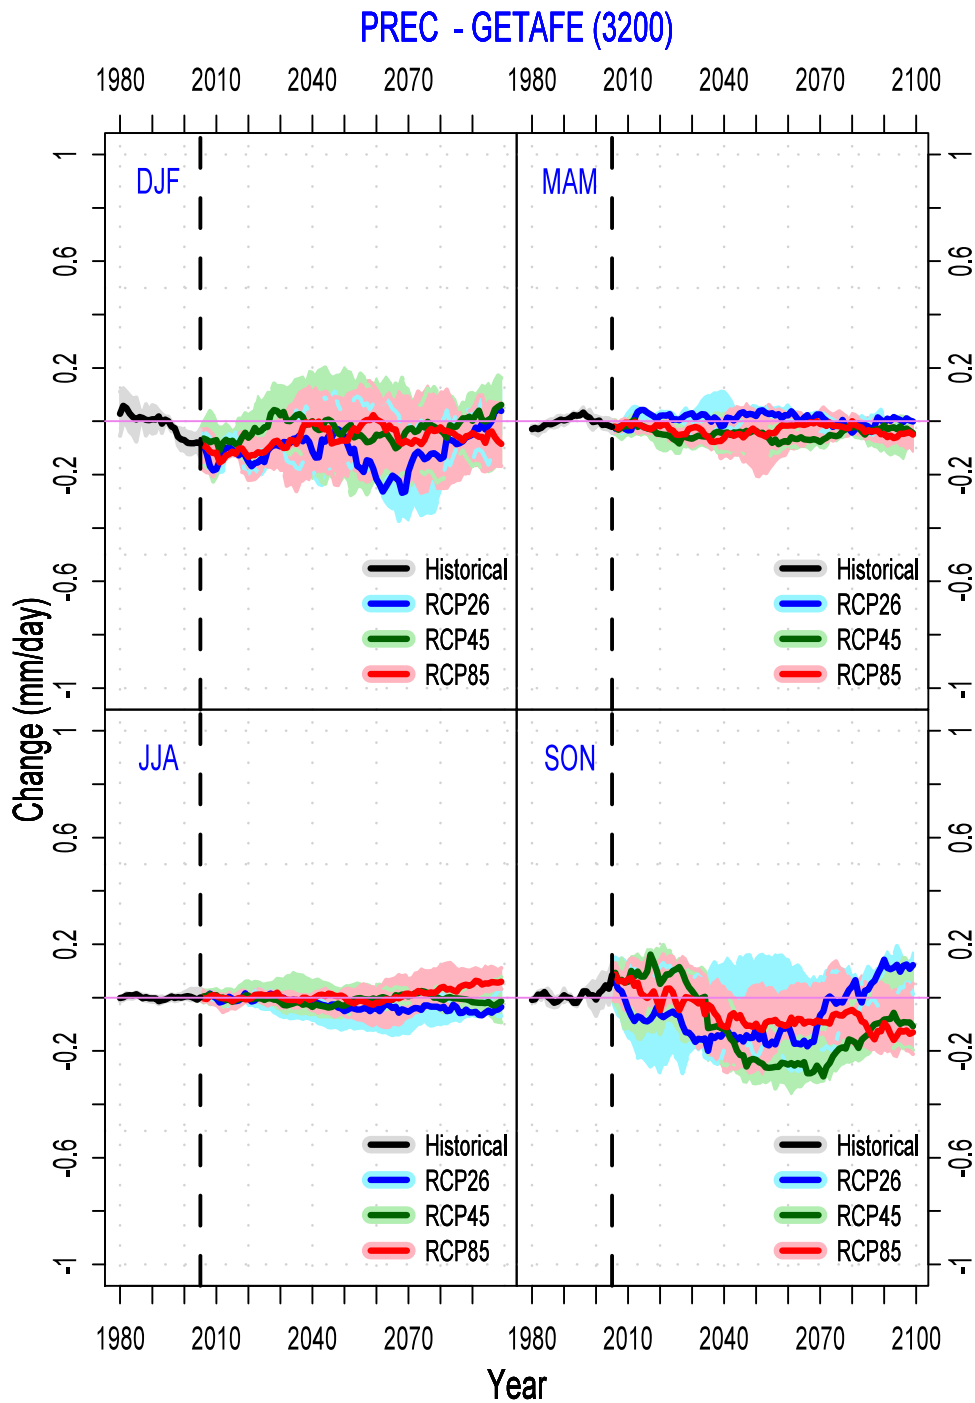 PREC - GETAFE (3200)
1980 2010 2040 2070 1980 2010 2040 2070 2100
DJF MAM
1 0.6 0.2 -0.2 -0.6 -1
1 0.6 0.2 -0.2 -0.6 -1
Historical
RCP26
RCP45
RCP85
Historical
RCP26
RCP45
RCP85
Change (mm/day)
JJA SON
1 0.6 0.2 -0.2 -0.6 -1
1 0.6 0.2 -0.2 -0.6 -1
Historical
RCP26
RCP45
RCP85
Historical
RCP26
RCP45
RCP85
1980 2010 2040 2070 1980 2010 2040 2070 2100
Year